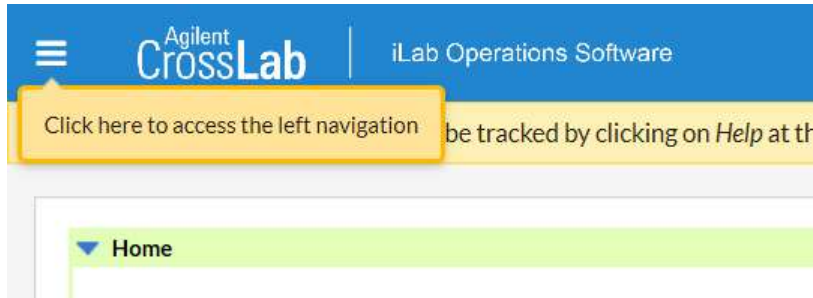 Agilent
CrossLab
iLab Operations Software
Click here to access the left navigation
be tracked by clicking on Help at
Home